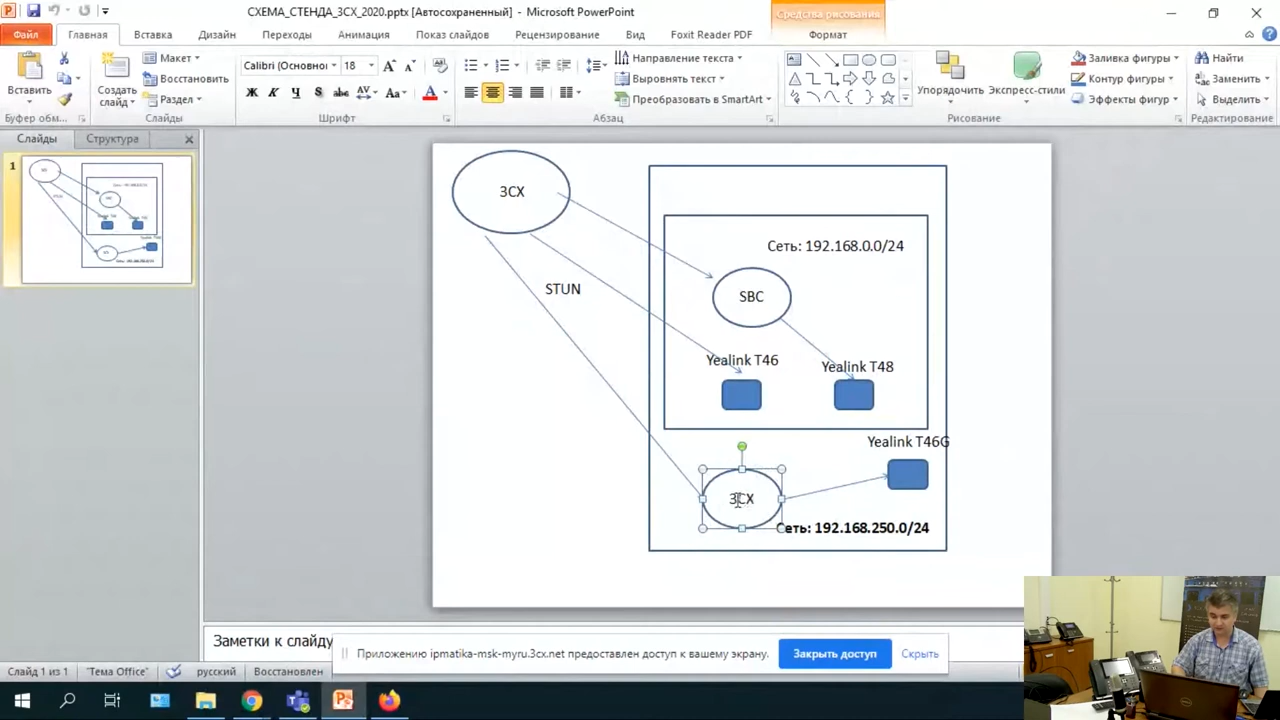 СХЕМА_СТЕНДА_3CX_2020.pptx [Автосохраненный] - Microsoft PowerPoint
Средства рисования
Файл Главная Вставка Дизайн Переходы Анимация Показ слайдов Рецензирование Вид Foxit Reader PDF Формат
Вставить
Буфер обм...
Создать слайд
Макет
Восстановить
Раздел
Слайды
Calibri (Основно 18
Ж К Ч S abc AV Aa А
Шрифт
Направление текста
Выровнять текст
Преобразовать в SmartArt
Абзац
Упорядочить
Экспресс-стили
Заливка фигуры
Контур фигуры
Эффекты фигур
Рисование
Найти
Заменить
Выделить
Редактирование
Слайды Структура
1
3CX
Сеть: 192.168.0.0/24
STUN
SBC
Yealink T46
Yealink T48
Yealink T46G
3CX
Сеть: 192.168.250.0/24
Заметки к слайду
Приложению ipmatika-msk-myru.3cx.net предоставлен доступ к вашему экрану.
Закрыть доступ
Скрыть
Слайд 1 из 1 "Тема Office" русский Восстановлен